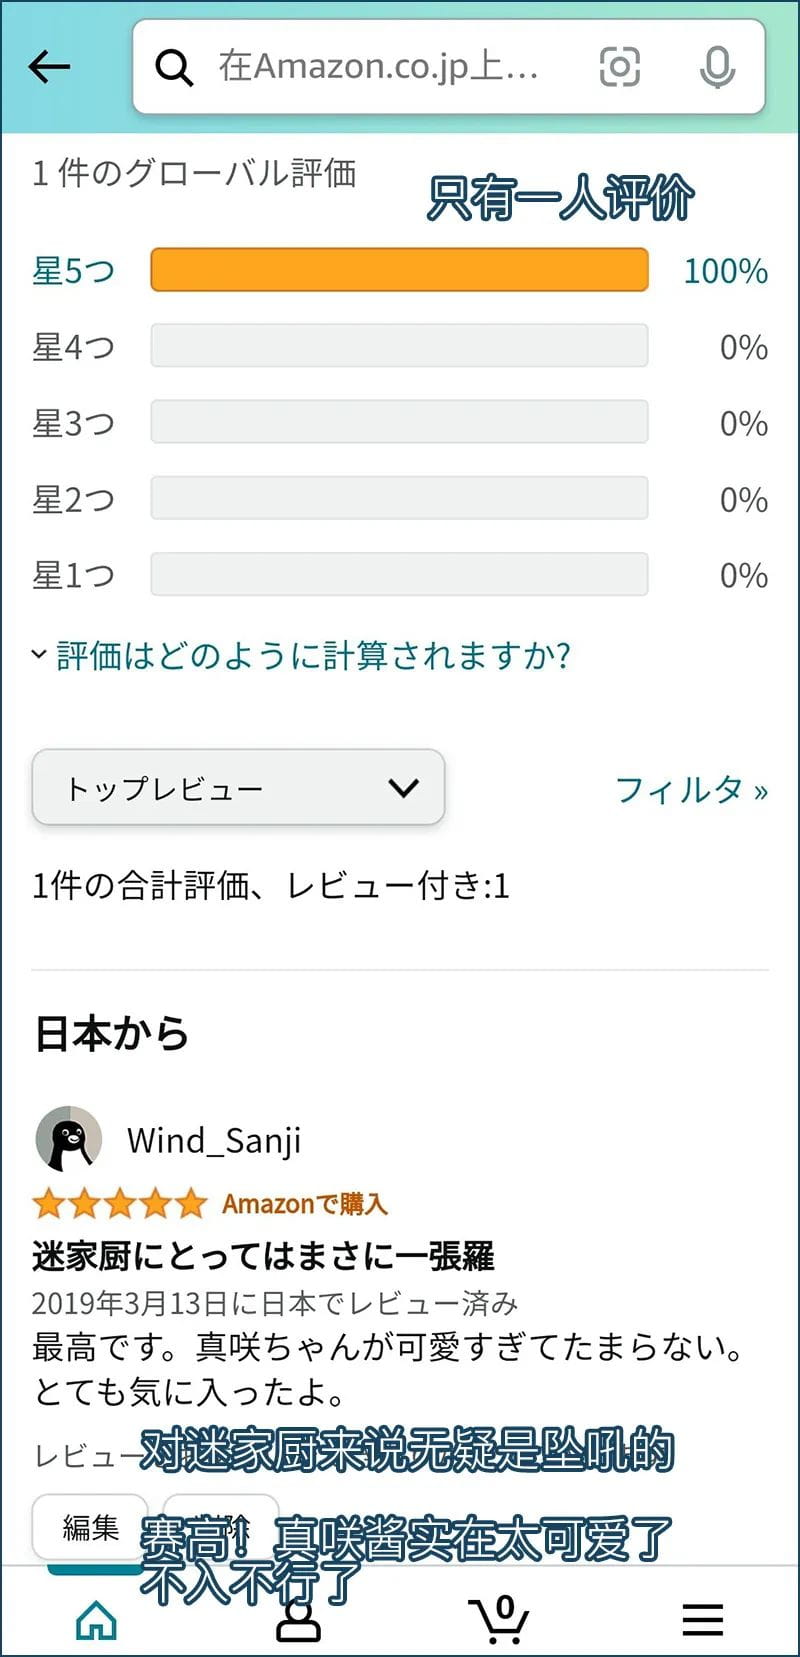 在Amazon.co.jp上...
1 件のグローバル評価
只有一人评价
星5つ 100%
星4つ 0%
星3つ 0%
星2つ 0%
星1つ 0%
評価はどのように計算されますか?
トップレビュー
フィルタ »
1件の合計評価、レビュー付き:1
日本から
Wind_Sanji
Amazonで購入
迷家厨にとってはまさに一張羅
2019年3月13日に日本でレビュー済み
最高です。真咲ちゃんが可愛すぎてたまらない。
とても気に入ったよ。
レビュー
对迷家厨来说无疑是坠吼的
編集
赛高！真咲酱实在太可爱了
不入不行了
0